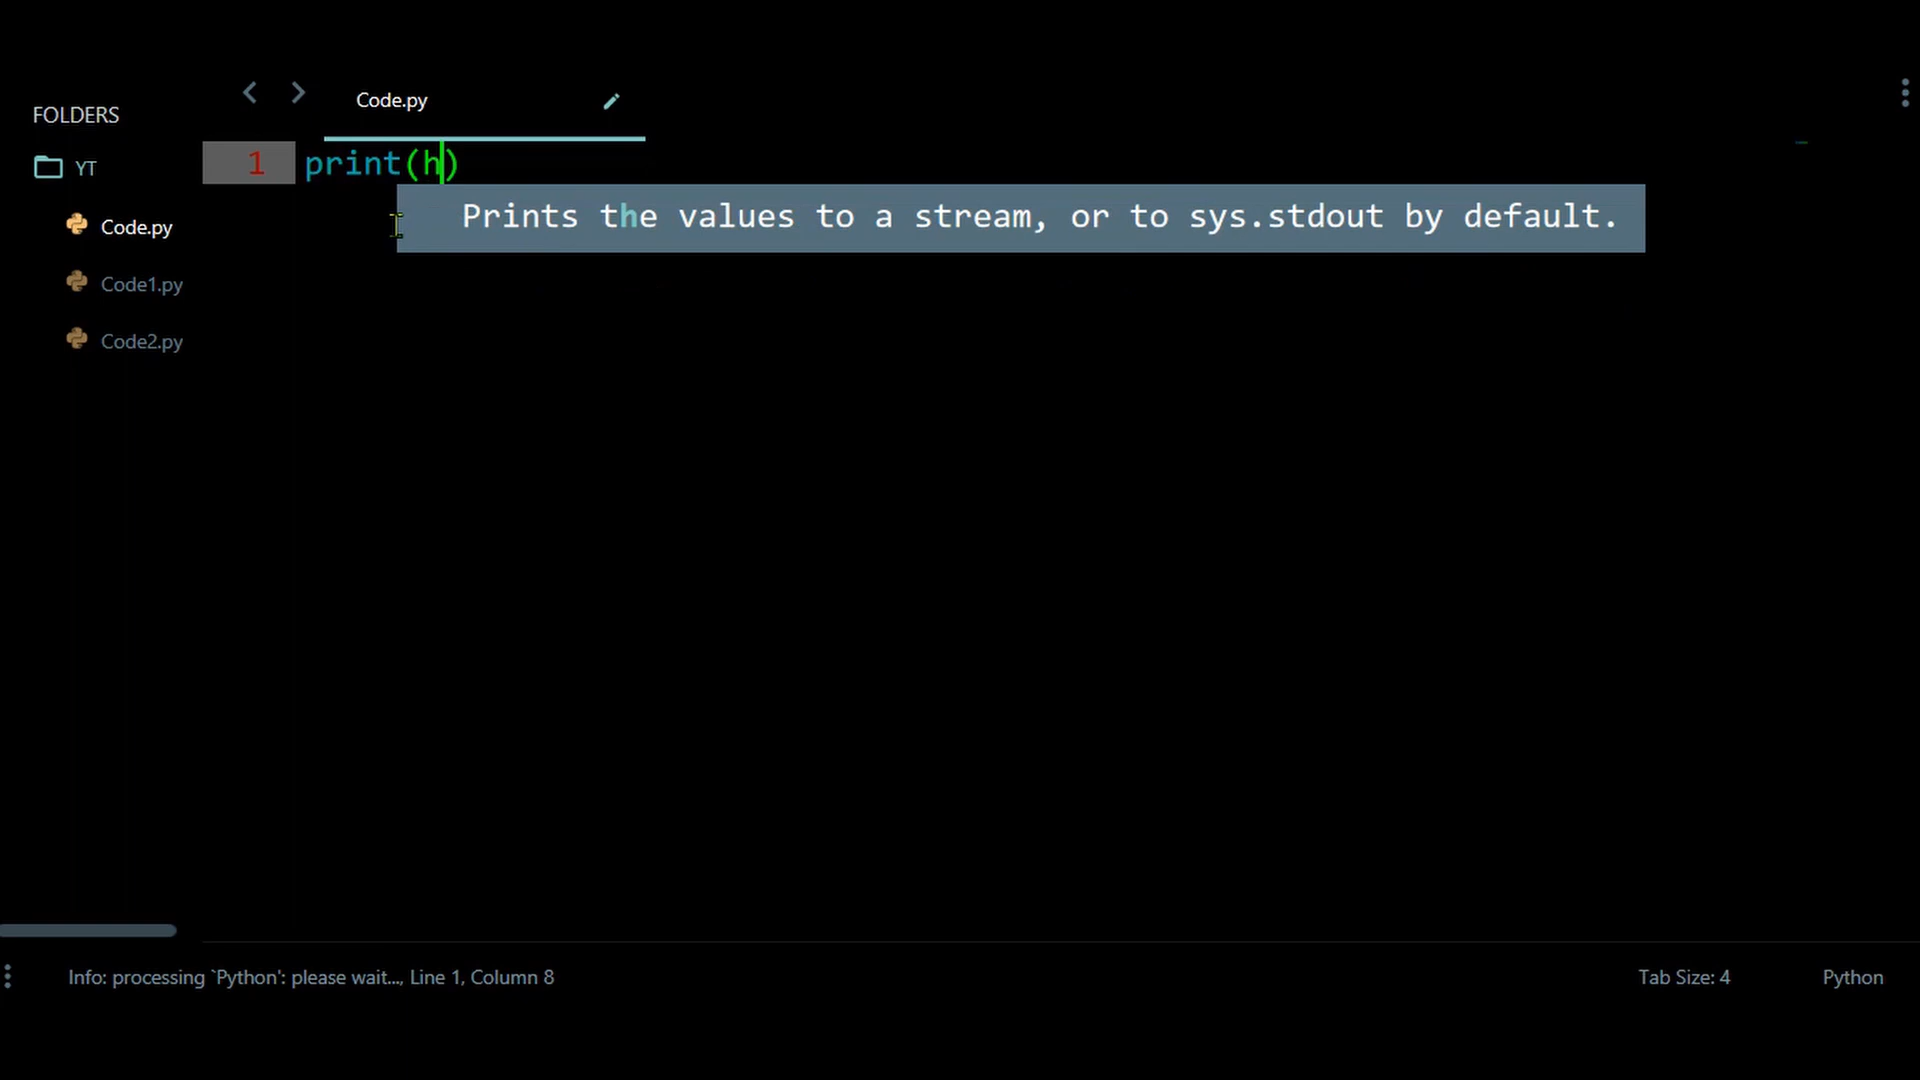 Code.py
FOLDERS
YT
Code.py
Code1.py
Code2.py
1 print(h)
Prints the values to a stream, or to sys.stdout by default.
Info: processing `Python': please wait..., Line 1, Column 8
Tab Size: 4
Python